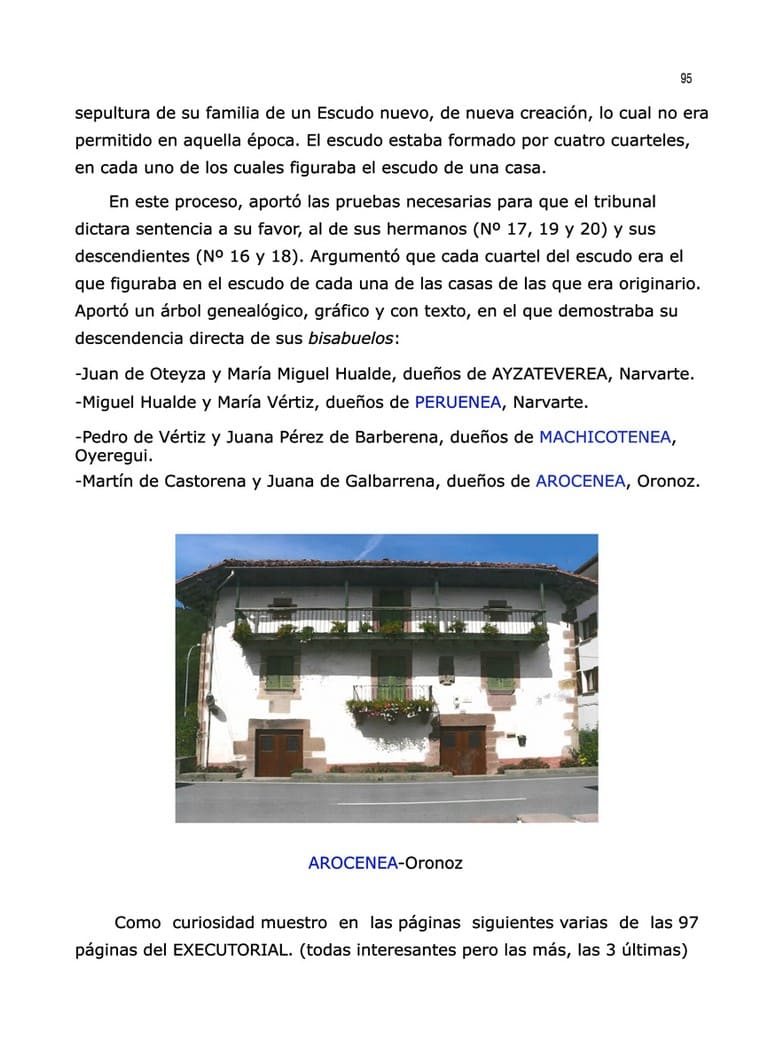 95
sepultura de su familia de un Escudo nuevo, de nueva creación, lo cual no era
permitido en aquella época. El escudo estaba formado por cuatro cuarteles,
en cada uno de los cuales figuraba el escudo de una casa.
En este proceso, aportó las pruebas necesarias para que el tribunal
dictara sentencia a su favor, al de sus hermanos (Nº 17, 19 y 20) y sus
descendientes (Nº 16 y 18). Argumentó que cada cuartel del escudo era el
que figuraba en el escudo de cada una de las casas de las que era originario.
Aportó un árbol genealógico, gráfico y con texto, en el que demostraba su
descendencia directa de sus bisabuelos:
-Juan de Oteyza y María Miguel Hualde, dueños de AYZATEVEREA, Narvarte.
-Miguel Hualde y María Vértiz, dueños de PERUENEA, Narvarte.
-Pedro de Vértiz y Juana Pérez de Barberena, dueños de MACHICOTENEA,
Oyeregui.
-Martín de Castorena y Juana de Galbarrena, dueños de AROCENEA, Oronoz.
AROCENEA-Oronoz
Como curiosidad muestro en las páginas siguientes varias de las 97
páginas del EXECUTORIAL. (todas interesantes pero las más, las 3 últimas)